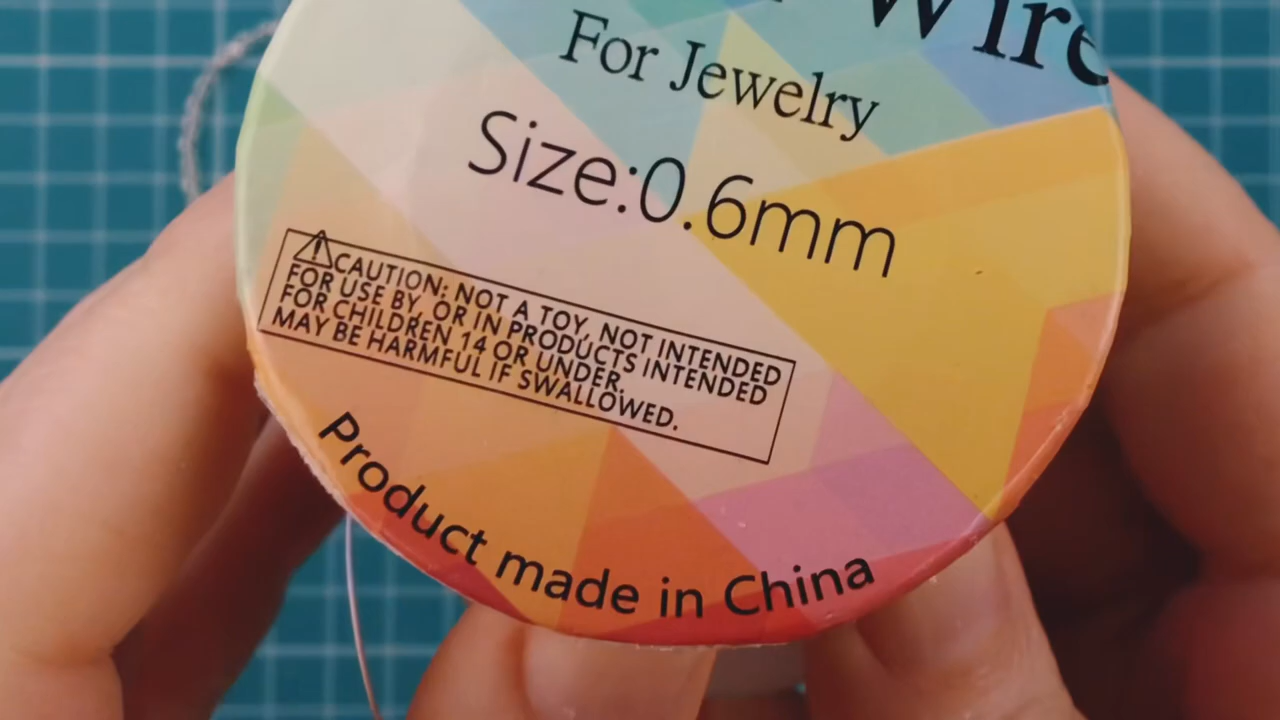 Wire
For Jewelry
Size:0.6mm
CAUTION: NOT A TOY, NOT INTENDED
FOR USE BY, OR IN PRODUCTS INTENDED
FOR CHILDREN 14 OR UNDER.
MAY BE HARMFUL IF SWALLOWED.
Product made in China